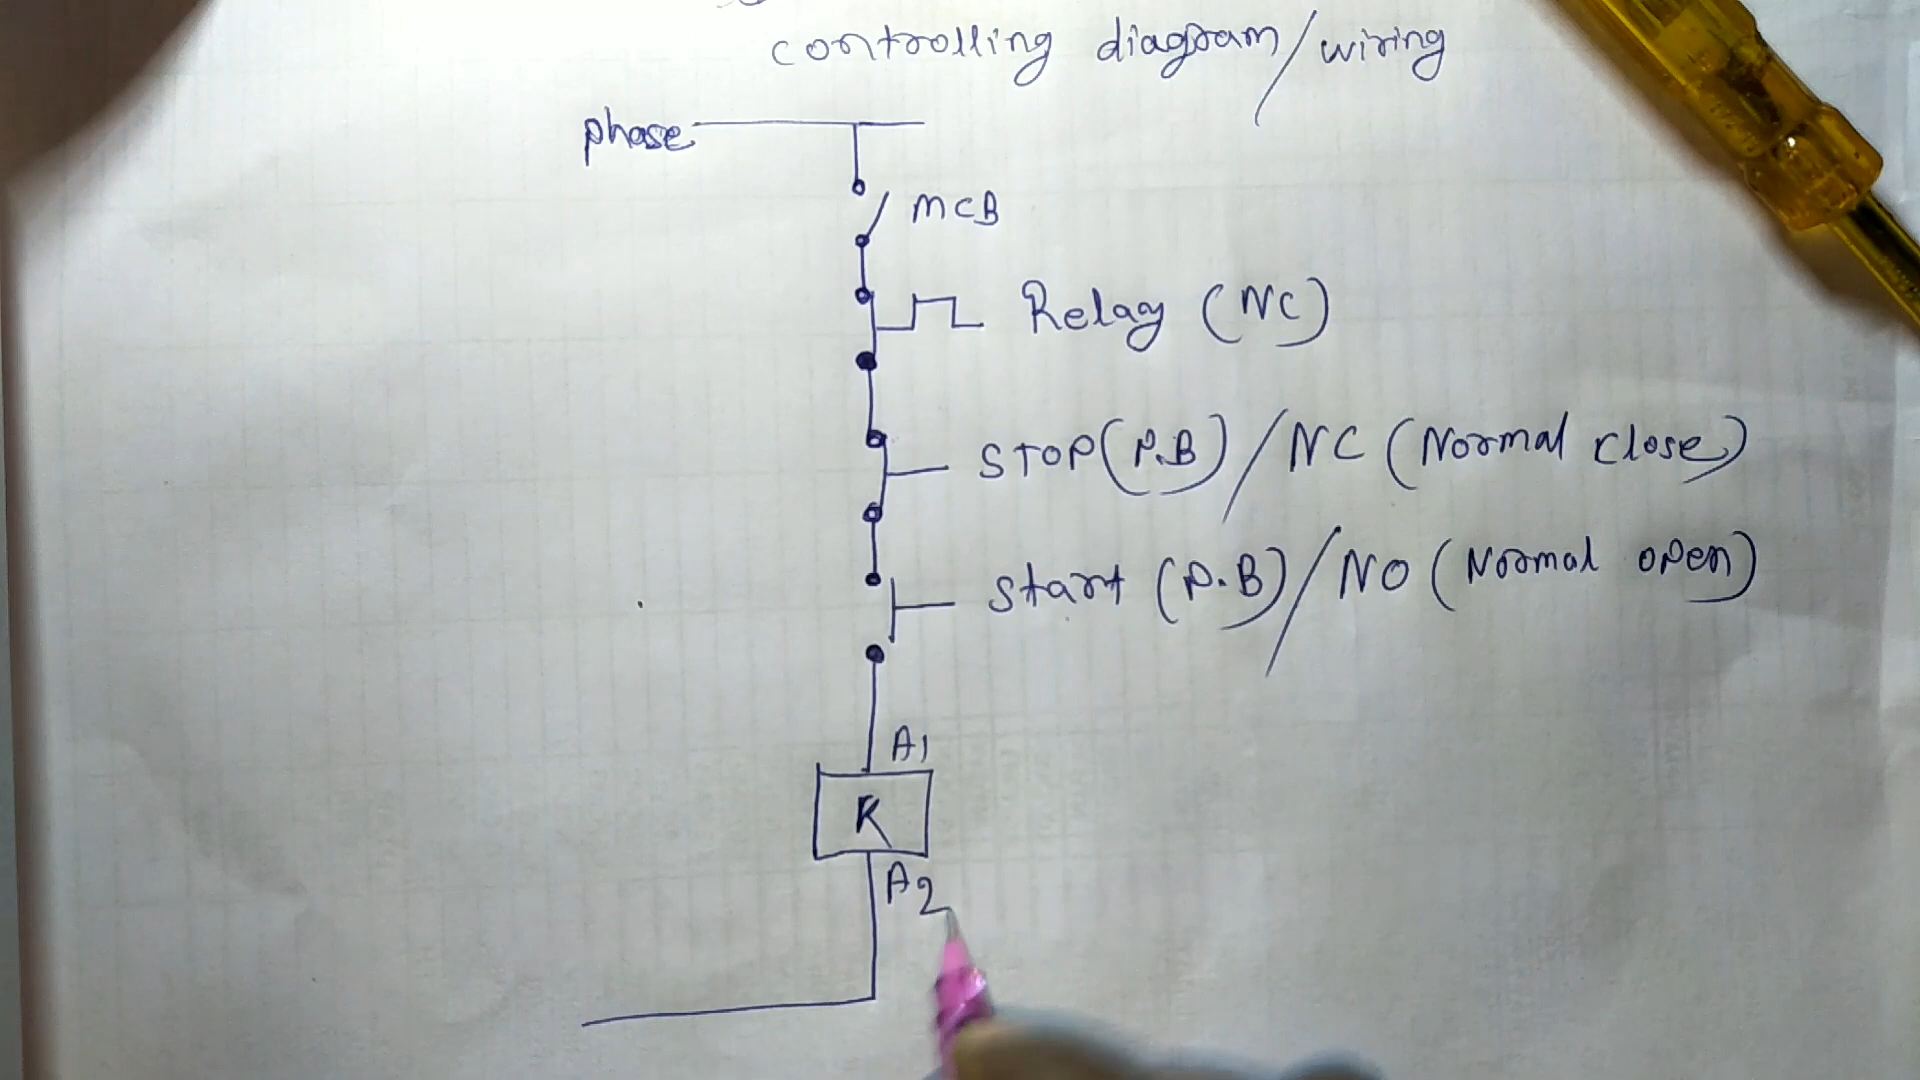 controlling diagram/wiring
phase
MCB
Relay (NC)
STOP(P.B)/NC (Normal Close)
Start (P.B)/NO (Normal open)
A1
K
A2